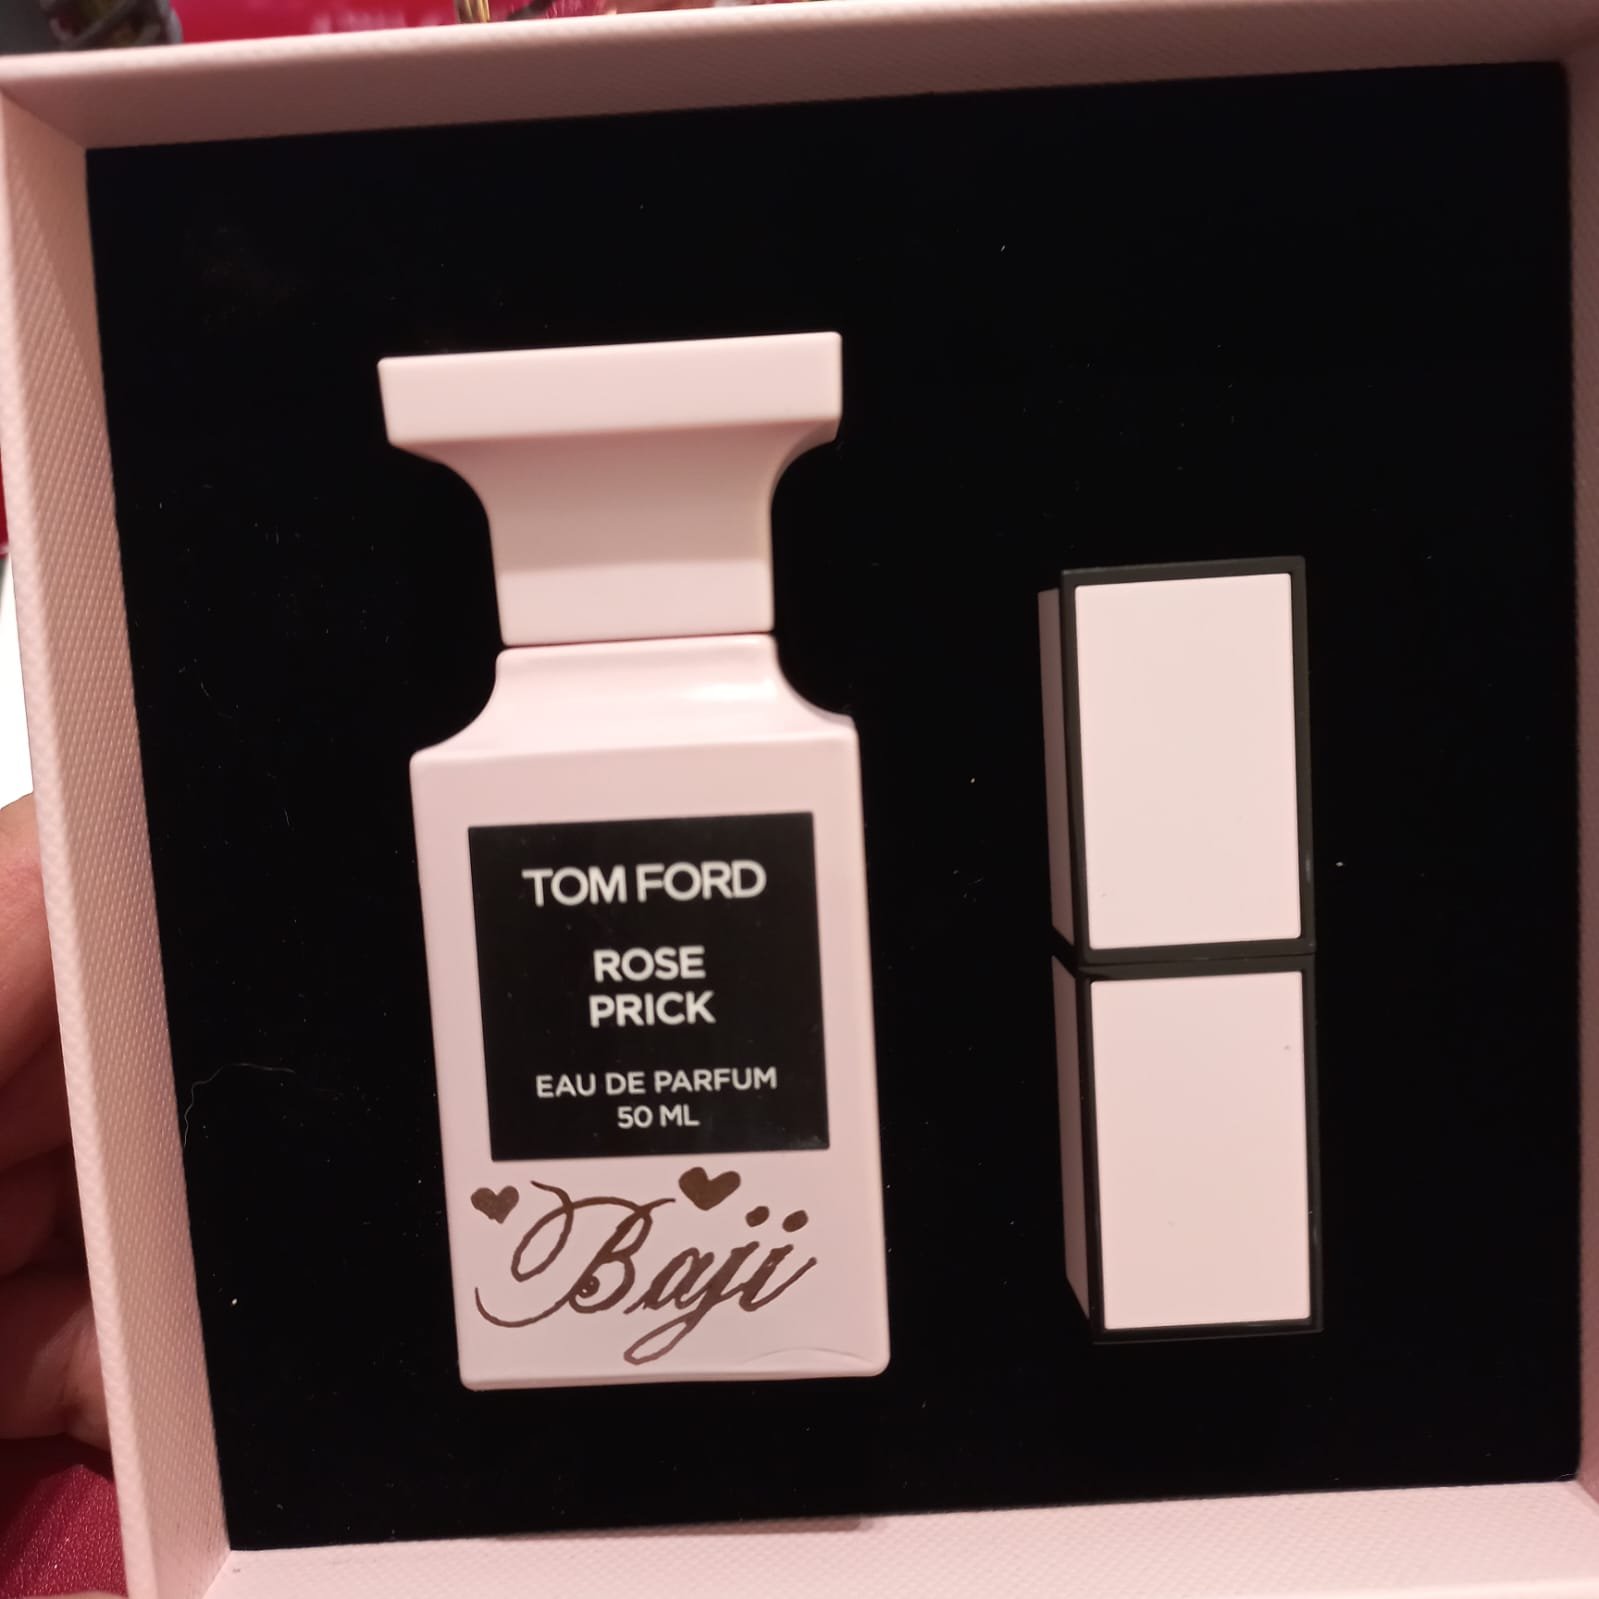 TOM FORD
ROSE
PRICK
EAU DE PARFUM
50 ML
Baji